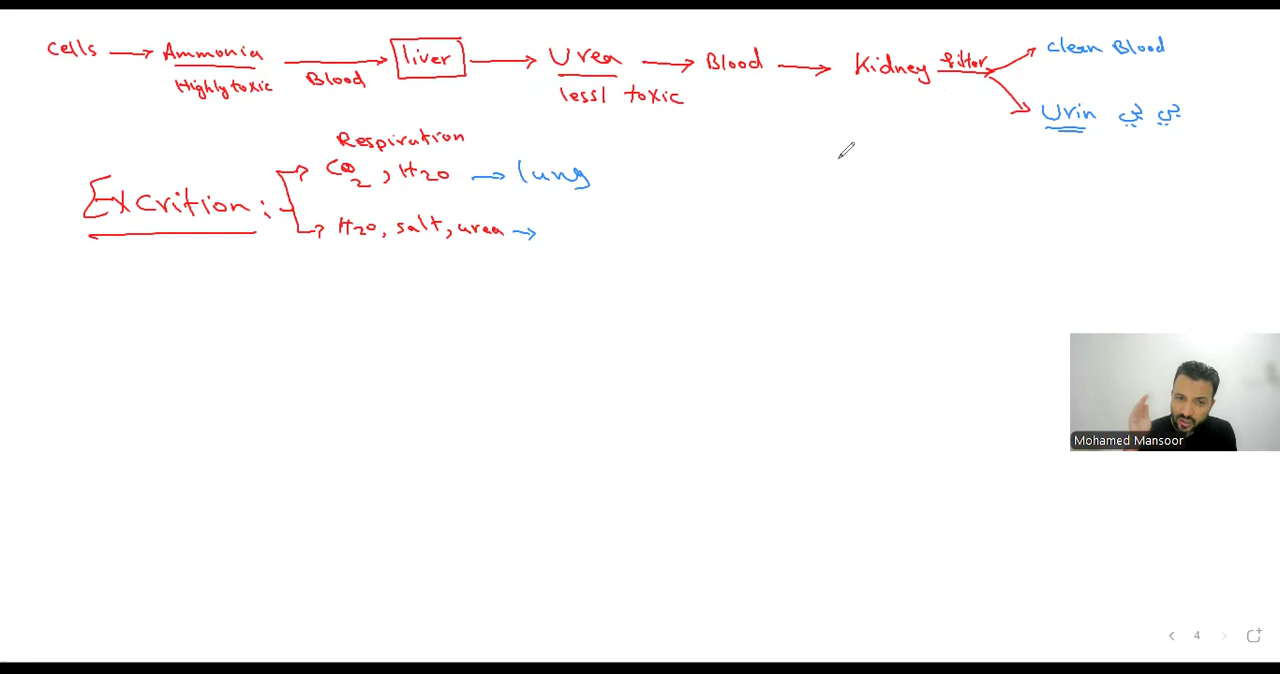 cells → Ammonia → liver → Urea → Blood → Kidney filter → clean Blood
Highly toxic Blood less toxic Urin بي بي
Respiration
CO2, H2O → lung
Excrition:
H2O, salt, urea →
Mohamed Mansoor
4